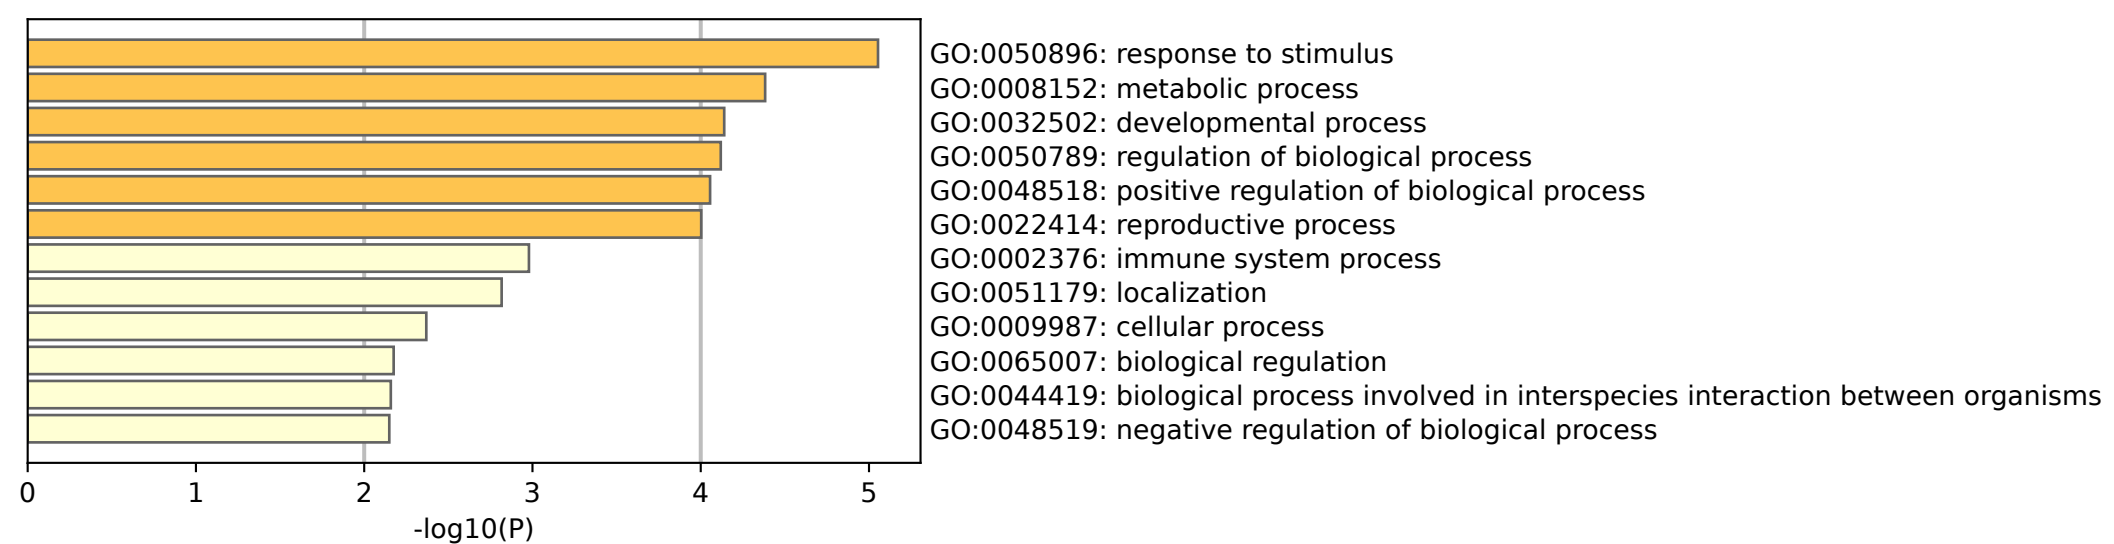 GO:0050896: response to stimulus
GO:0008152: metabolic process
GO:0032502: developmental process
GO:0050789: regulation of biological process
GO:0048518: positive regulation of biological process
GO:0022414: reproductive process
GO:0002376: immune system process
GO:0051179: localization
GO:0009987: cellular process
GO:0065007: biological regulation
GO:0044419: biological process involved in interspecies interaction between organisms
GO:0048519: negative regulation of biological process
0 1 2 3 4 5
-log10(P)